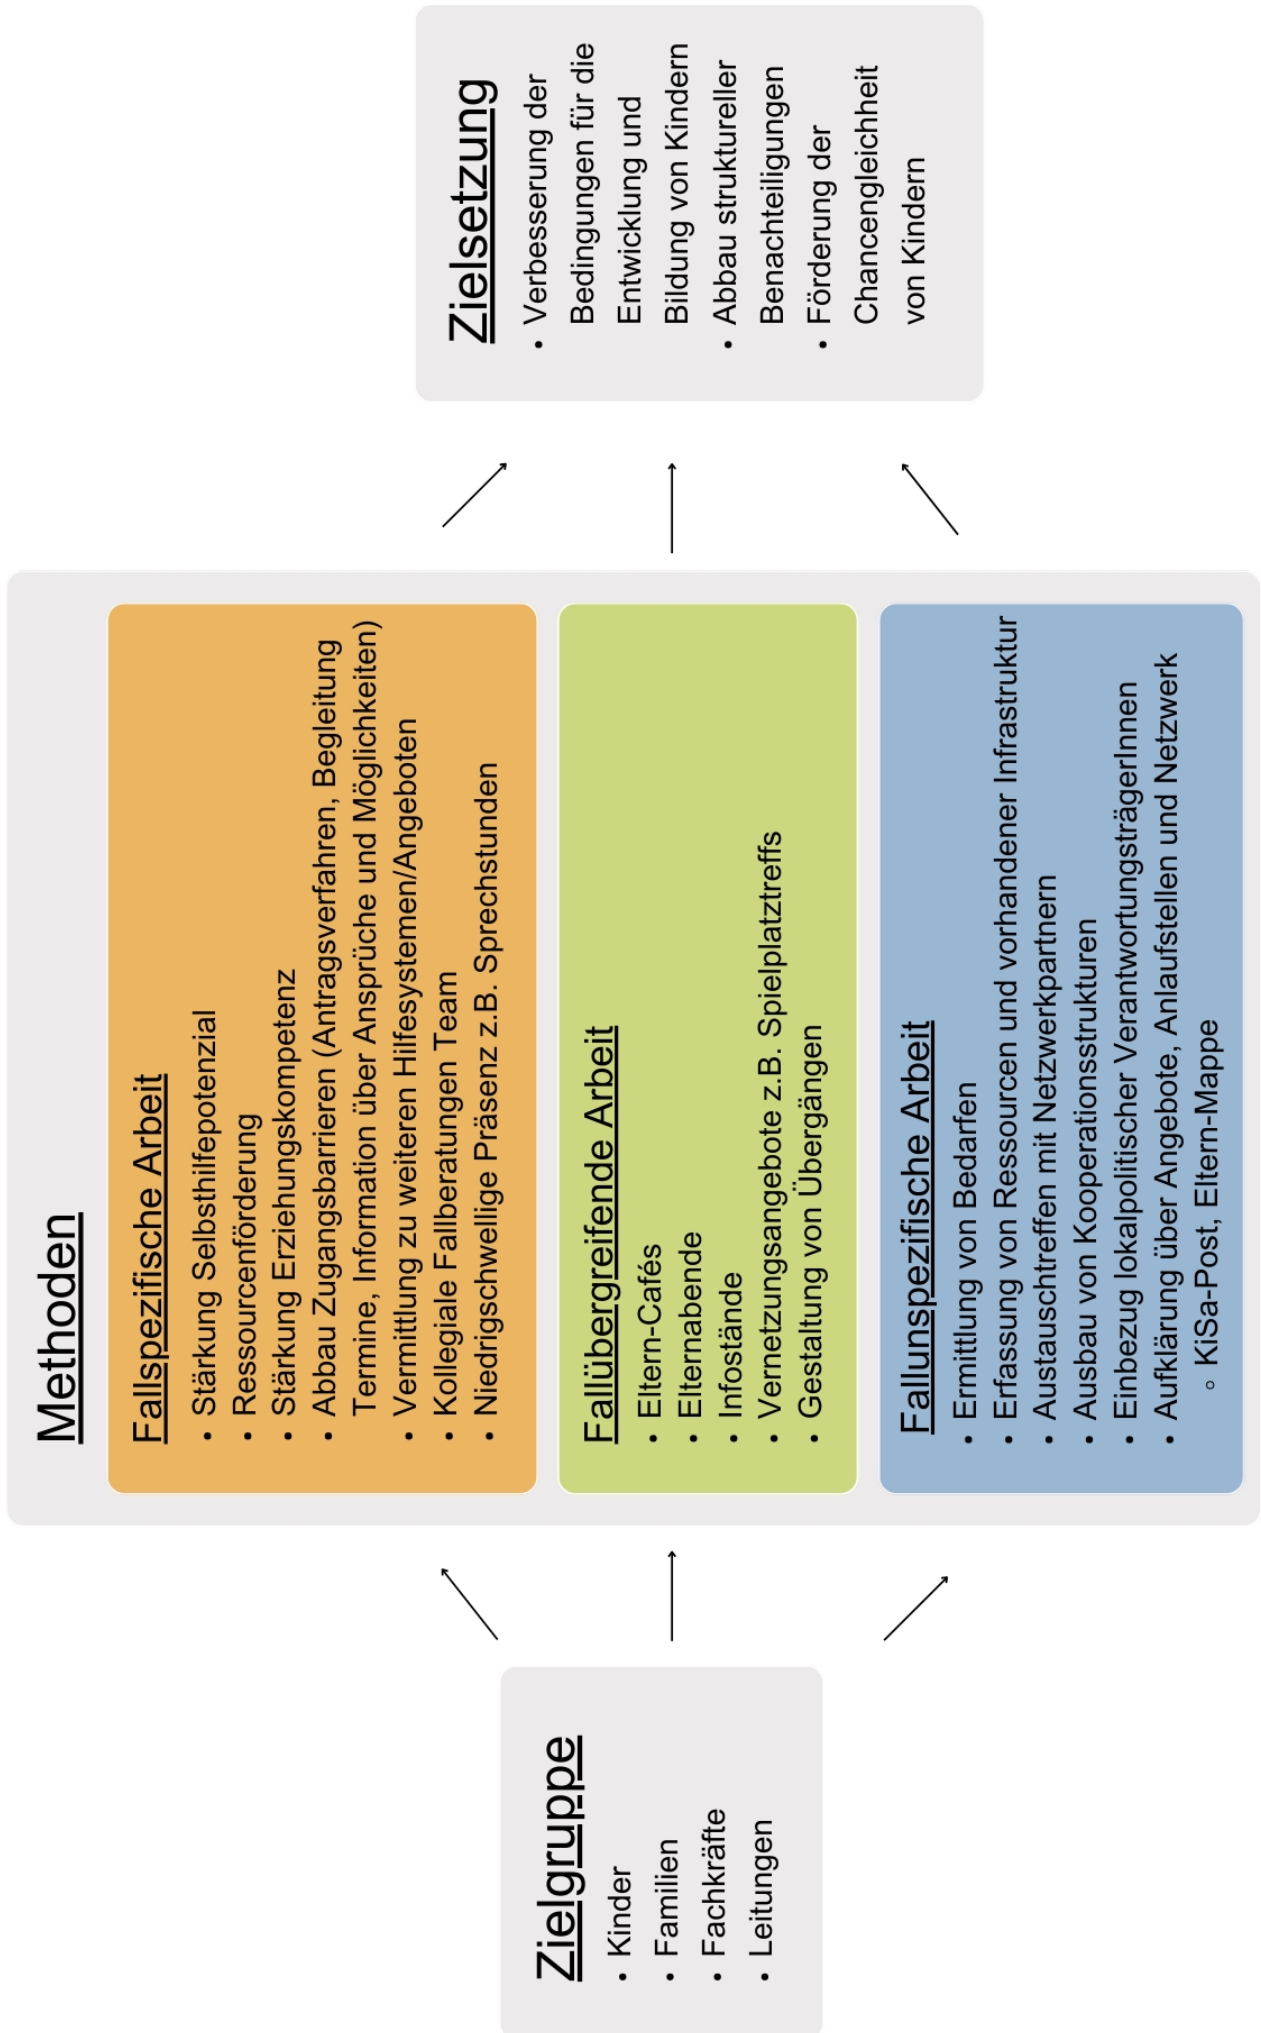 Zielgruppe
• Kinder
• Familien
• Fachkräfte
• Leitungen
Methoden
Fallspezifische Arbeit
• Stärkung Selbsthilfepotenzial
• Ressourcenförderung
• Stärkung Erziehungskompetenz
• Abbau Zugangsbarrieren (Antragsverfahren, Begleitung
Termine, Information über Ansprüche und Möglichkeiten)
• Vermittlung zu weiteren Hilfesystemen/Angeboten
• Kollegiale Fallberatungen Team
• Niedrigschwellige Präsenz z.B. Sprechstunden
Fallübergreifende Arbeit
• Eltern-Cafés
• Elternabende
• Infostände
• Vernetzungsangebote z.B. Spielplatztreffs
• Gestaltung von Übergängen
Fallunspezifische Arbeit
• Ermittlung von Bedarfen
• Erfassung von Ressourcen und vorhandener Infrastruktur
• Austauschtreffen mit Netzwerkpartnern
• Ausbau von Kooperationsstrukturen
• Einbezug lokalpolitischer VerantwortungsträgerInnen
• Aufklärung über Angebote, Anlaufstellen und Netzwerk
◦ KiSa-Post, Eltern-Mappe
Zielsetzung
• Verbesserung der
Bedingungen für die
Entwicklung und
Bildung von Kindern
• Abbau struktureller
Benachteiligungen
• Förderung der
Chancengleichheit
von Kindern